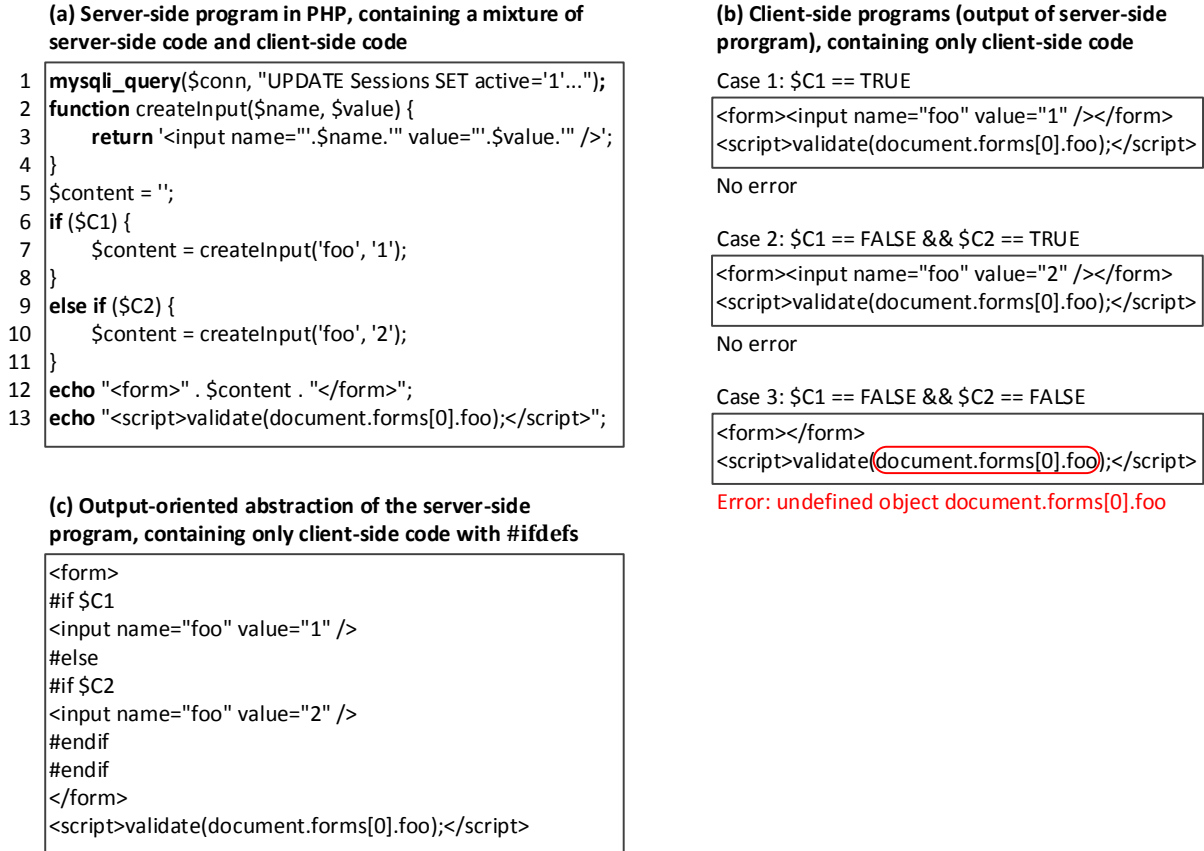 (a) Server-side program in PHP, containing a mixture of
server-side code and client-side code
1 mysqli_query($conn, "UPDATE Sessions SET active='1'...");
2 function createInput($name, $value) {
3 return '<input name="'.$name.'" value="'.$value.'" />';
4 }
5 $content = '';
6 if ($C1) {
7 $content = createInput('foo', '1');
8 }
9 else if ($C2) {
10 $content = createInput('foo', '2');
11 }
12 echo "<form>" . $content . "</form>";
13 echo "<script>validate(document.forms[0].foo);</script>";
(b) Client-side programs (output of server-side
prorgram), containing only client-side code
Case 1: $C1 == TRUE
<form><input name="foo" value="1" /></form>
<script>validate(document.forms[0].foo);</script>
No error
Case 2: $C1 == FALSE && $C2 == TRUE
<form><input name="foo" value="2" /></form>
<script>validate(document.forms[0].foo);</script>
No error
Case 3: $C1 == FALSE && $C2 == FALSE
<form></form>
<script>validate(document.forms[0].foo);</script>
Error: undefined object document.forms[0].foo
(c) Output-oriented abstraction of the server-side
program, containing only client-side code with #ifdefs
<form>
#if $C1
<input name="foo" value="1" />
#else
#if $C2
<input name="foo" value="2" />
#endif
#endif
</form>
<script>validate(document.forms[0].foo);</script>